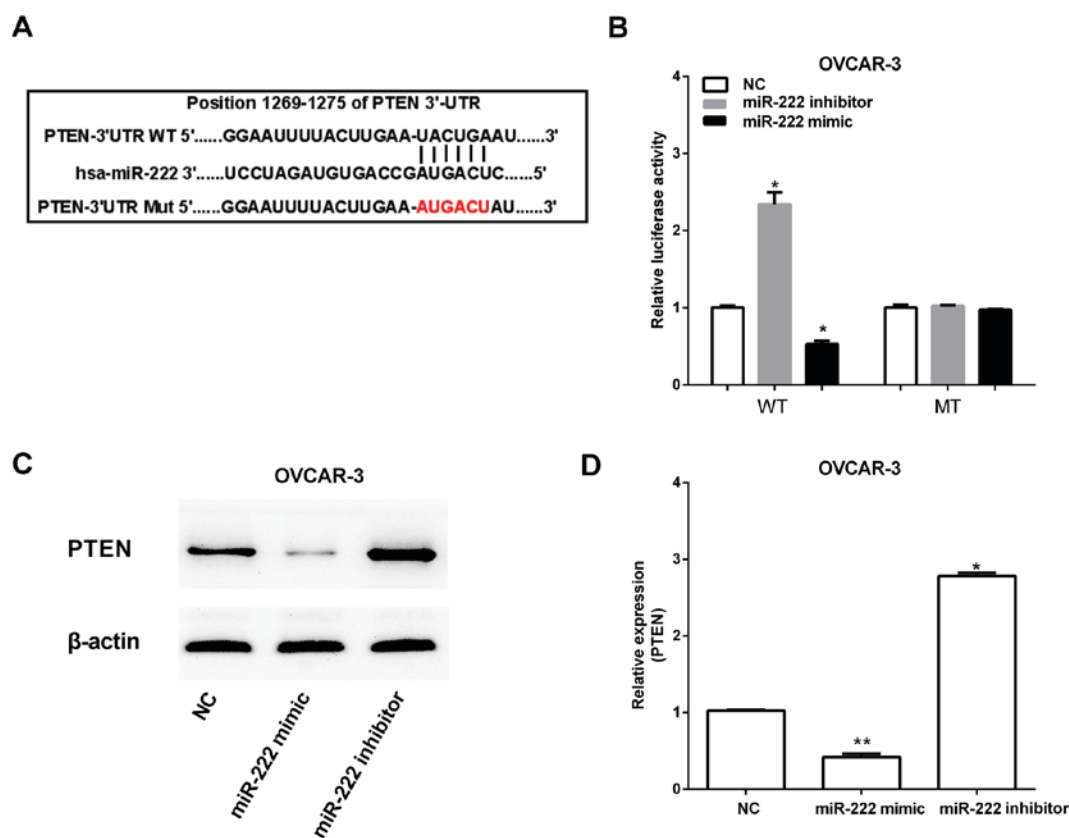 A
Position 1269-1275 of PTEN 3'-UTR
PTEN-3'UTR WT 5'......GGAAUUUUACUUGAA-UACUGAAU......3'
hsa-miR-222 3'......UCCUAGAUGUGACCGAUGACUC......5'
PTEN-3'UTR Mut 5'......GGAAUUUUACUUGAA-AUGACUAU......3'
B
OVCAR-3
NC
miR-222 inhibitor
miR-222 mimic
Relative luciferase activity
4
3
2
1
0
*
*
WT
MT
C
OVCAR-3
PTEN
β-actin
NC
miR-222 mimic
miR-222 inhibitor
D
OVCAR-3
Relative expression
(PTEN)
4
3
2
1
0
**
*
NC
miR-222 mimic
miR-222 inhibitor